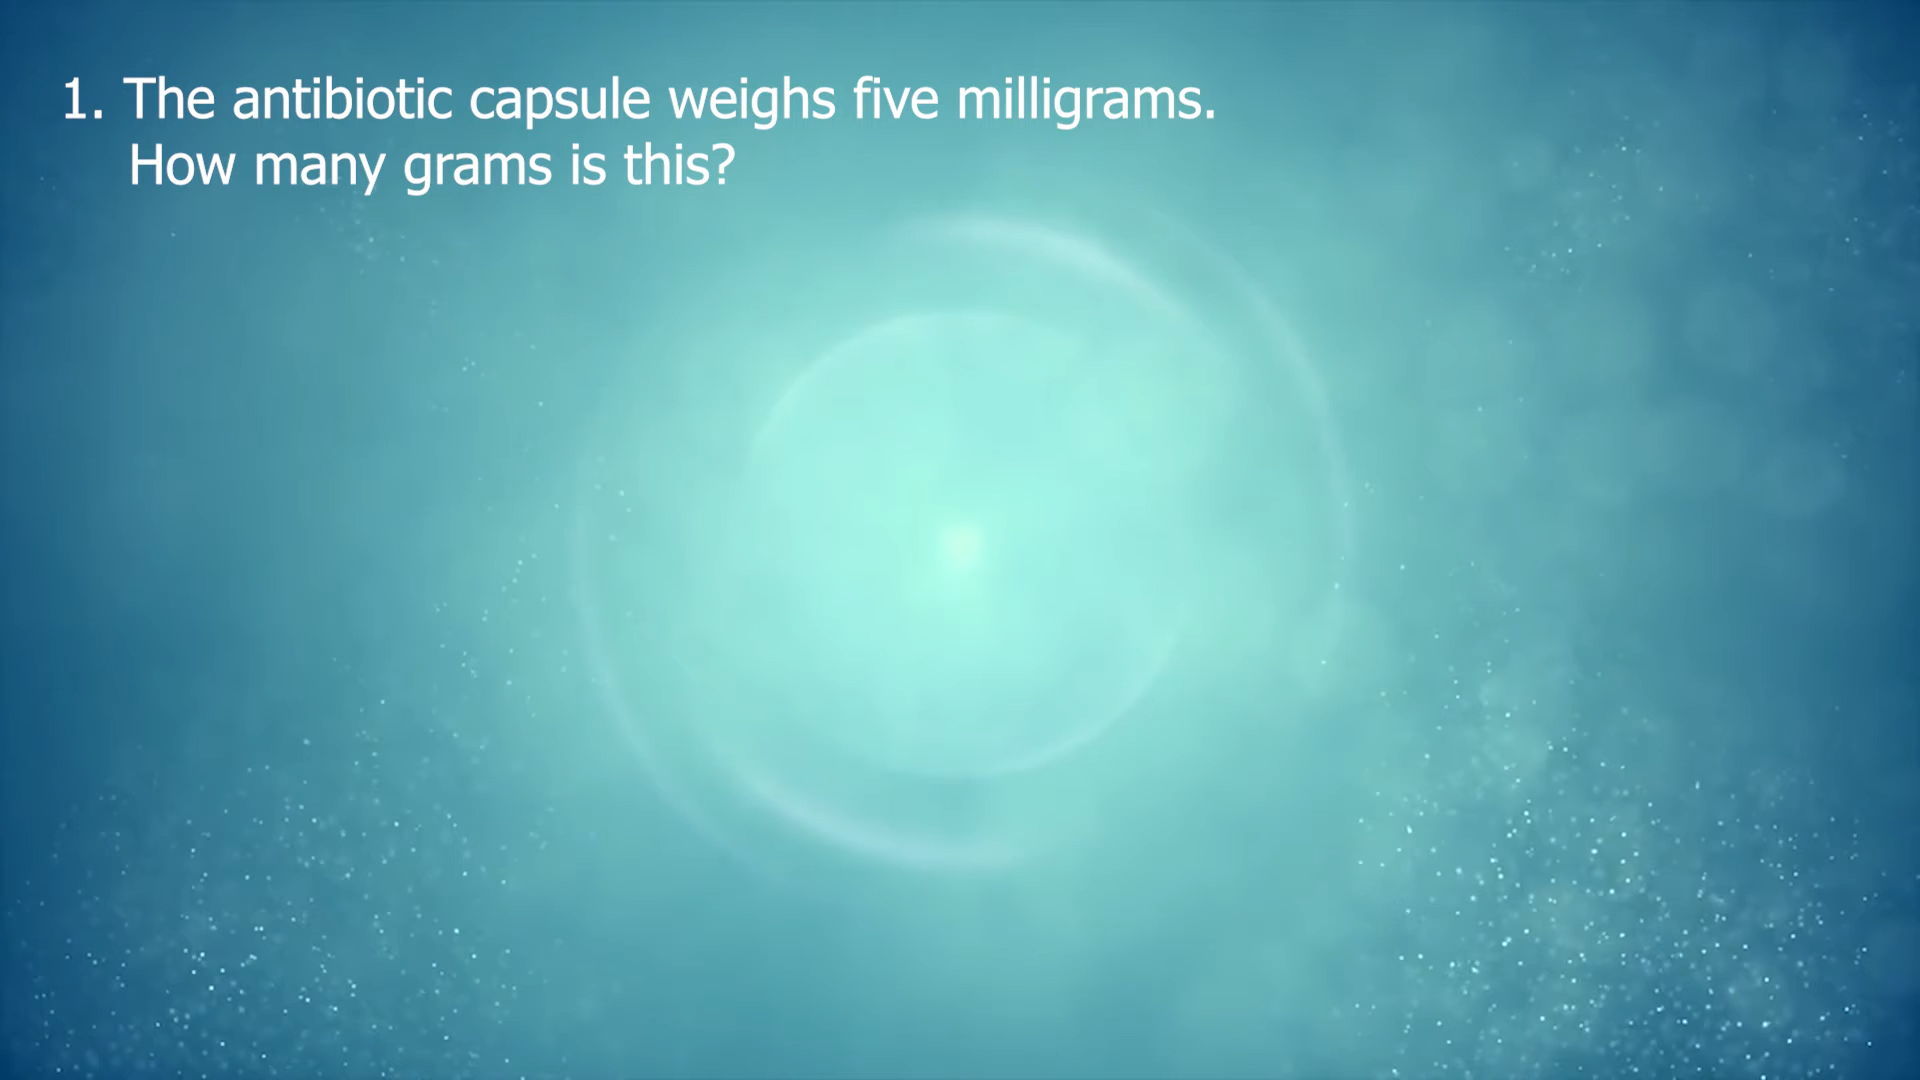 1. The antibiotic capsule weighs five milligrams.
How many grams is this?